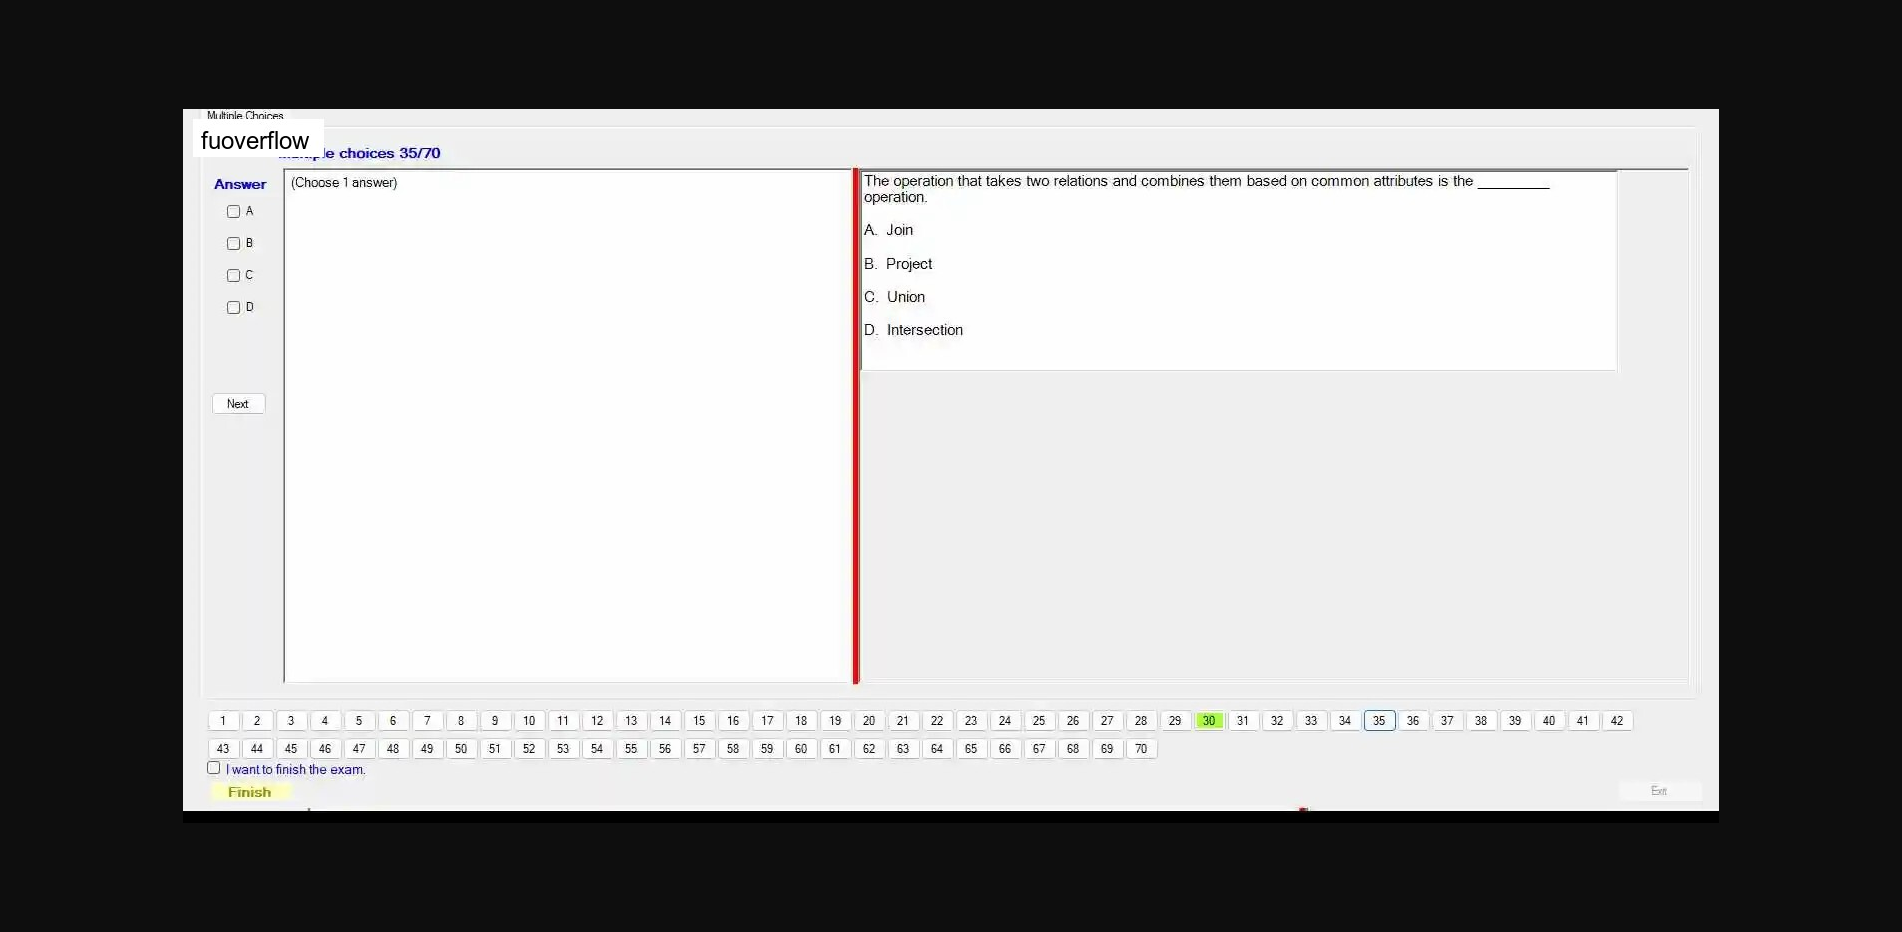 Multiple Choices
fuoverflow
choices 35/70
Answer
(Choose 1 answer)
A
B
C
D
Next
The operation that takes two relations and combines them based on common attributes is the _________
operation.
A. Join
B. Project
C. Union
D. Intersection
1 2 3 4 5 6 7 8 9 10 11 12 13 14 15 16 17 18 19 20 21 22 23 24 25 26 27 28 29 30 31 32 33 34 35 36 37 38 39 40 41 42
43 44 45 46 47 48 49 50 51 52 53 54 55 56 57 58 59 60 61 62 63 64 65 66 67 68 69 70
I want to finish the exam.
Finish
Exit